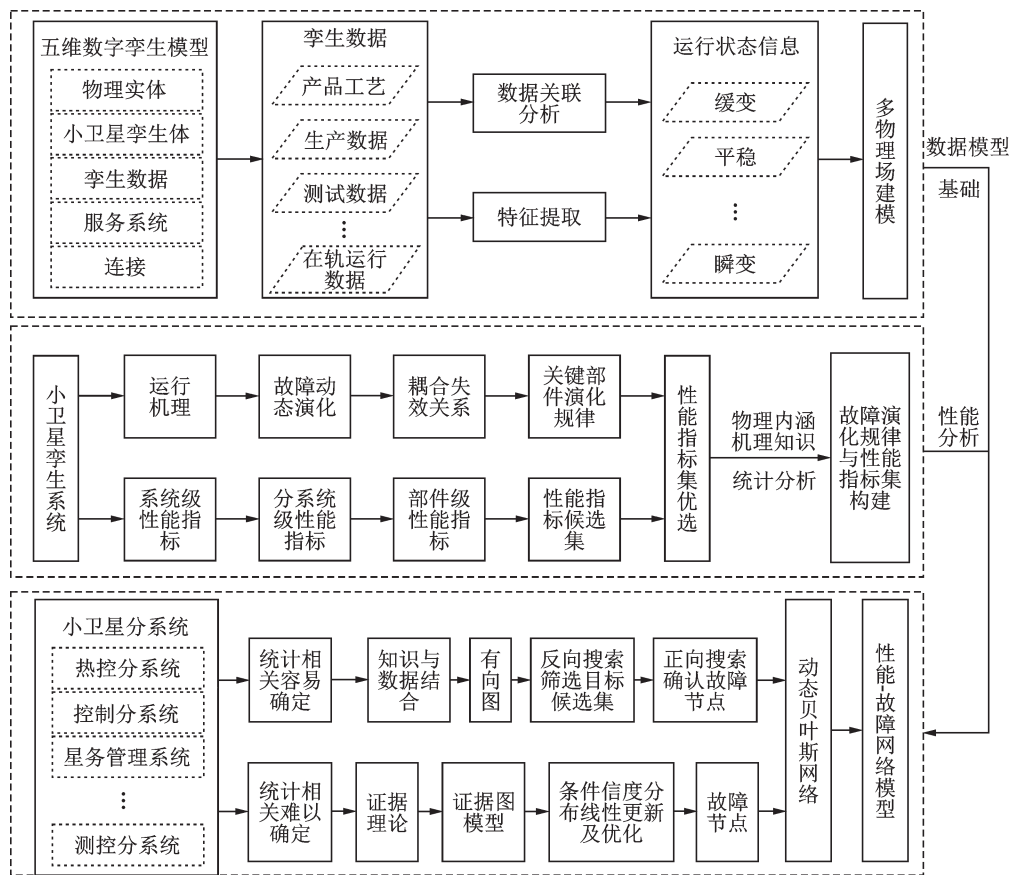 五维数字孪生模型
物理实体
小卫星孪生体
孪生数据
服务系统
连接
孪生数据
产品工艺
生产数据
测试数据
在轨运行
数据
数据关联
分析
特征提取
运行状态信息
缓变
平稳
瞬变
多物理场建模
数据模型
基础
小卫星孪生系统
运行
机理
故障动
态演化
耦合失
效关系
关键部
件演化
规律
系统级
性能指
标
分系统
级性能
指标
部件级
性能指
标
性能指
标候选
集
性能指标集优选
物理内涵
机理知识
统计分析
故障演
化规律
与性能
指标集
构建
性能
分析
小卫星分系统
热控分系统
控制分系统
星务管理系统
测控分系统
统计相
关容易
确定
知识与
数据结
合
有
向
图
反向搜索
筛选目标
候选集
正向搜索
确认故障
节点
统计相
关难以
确定
证据
理论
证据图
模型
条件信度分
布线性更新
及优化
故障
节点
动态贝叶斯网络
性能-故障网络模型